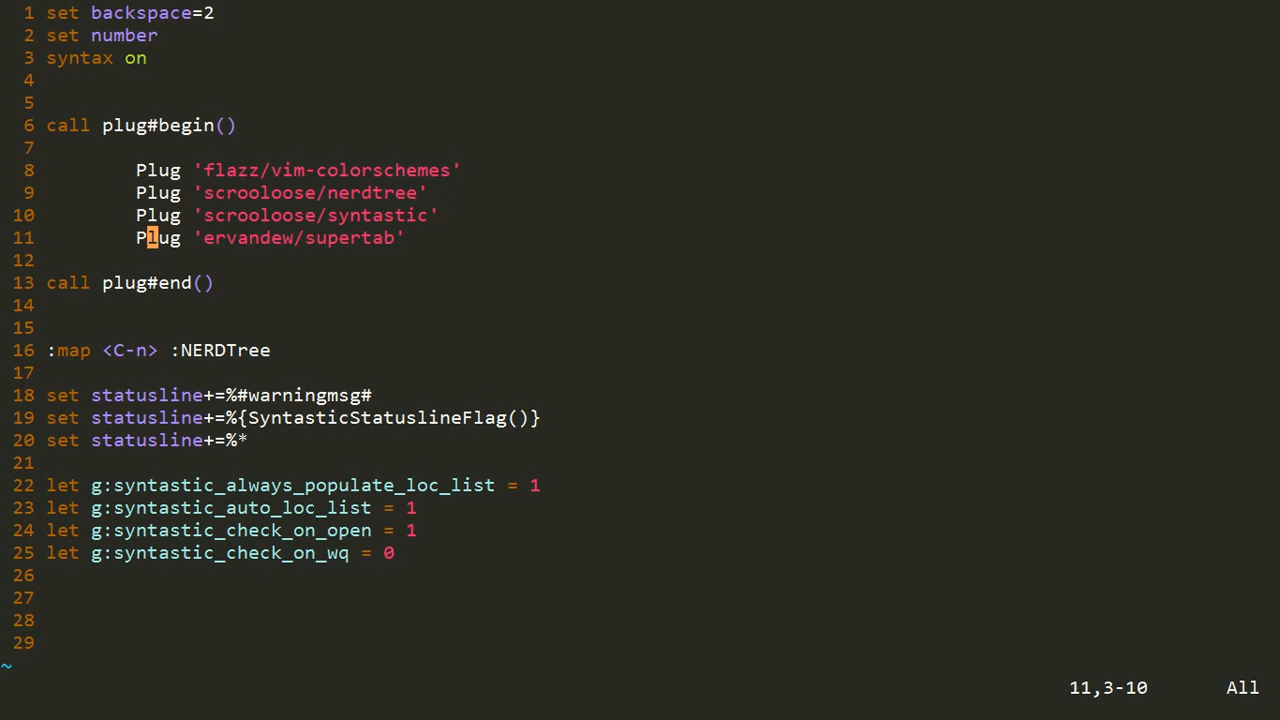 1 set backspace=2
2 set number
3 syntax on
4
5
6 call plug#begin()
7
8         Plug 'flazz/vim-colorschemes'
9         Plug 'scrooloose/nerdtree'
10         Plug 'scrooloose/syntastic'
11         Plug 'ervandew/supertab'
12
13 call plug#end()
14
15
16 :map <C-n> :NERDTree
17
18 set statusline+=%#warningmsg#
19 set statusline+=%{SyntasticStatuslineFlag()}
20 set statusline+=%*
21
22 let g:syntastic_always_populate_loc_list = 1
23 let g:syntastic_auto_loc_list = 1
24 let g:syntastic_check_on_open = 1
25 let g:syntastic_check_on_wq = 0
26
27
28
29
~
11,3-10 All